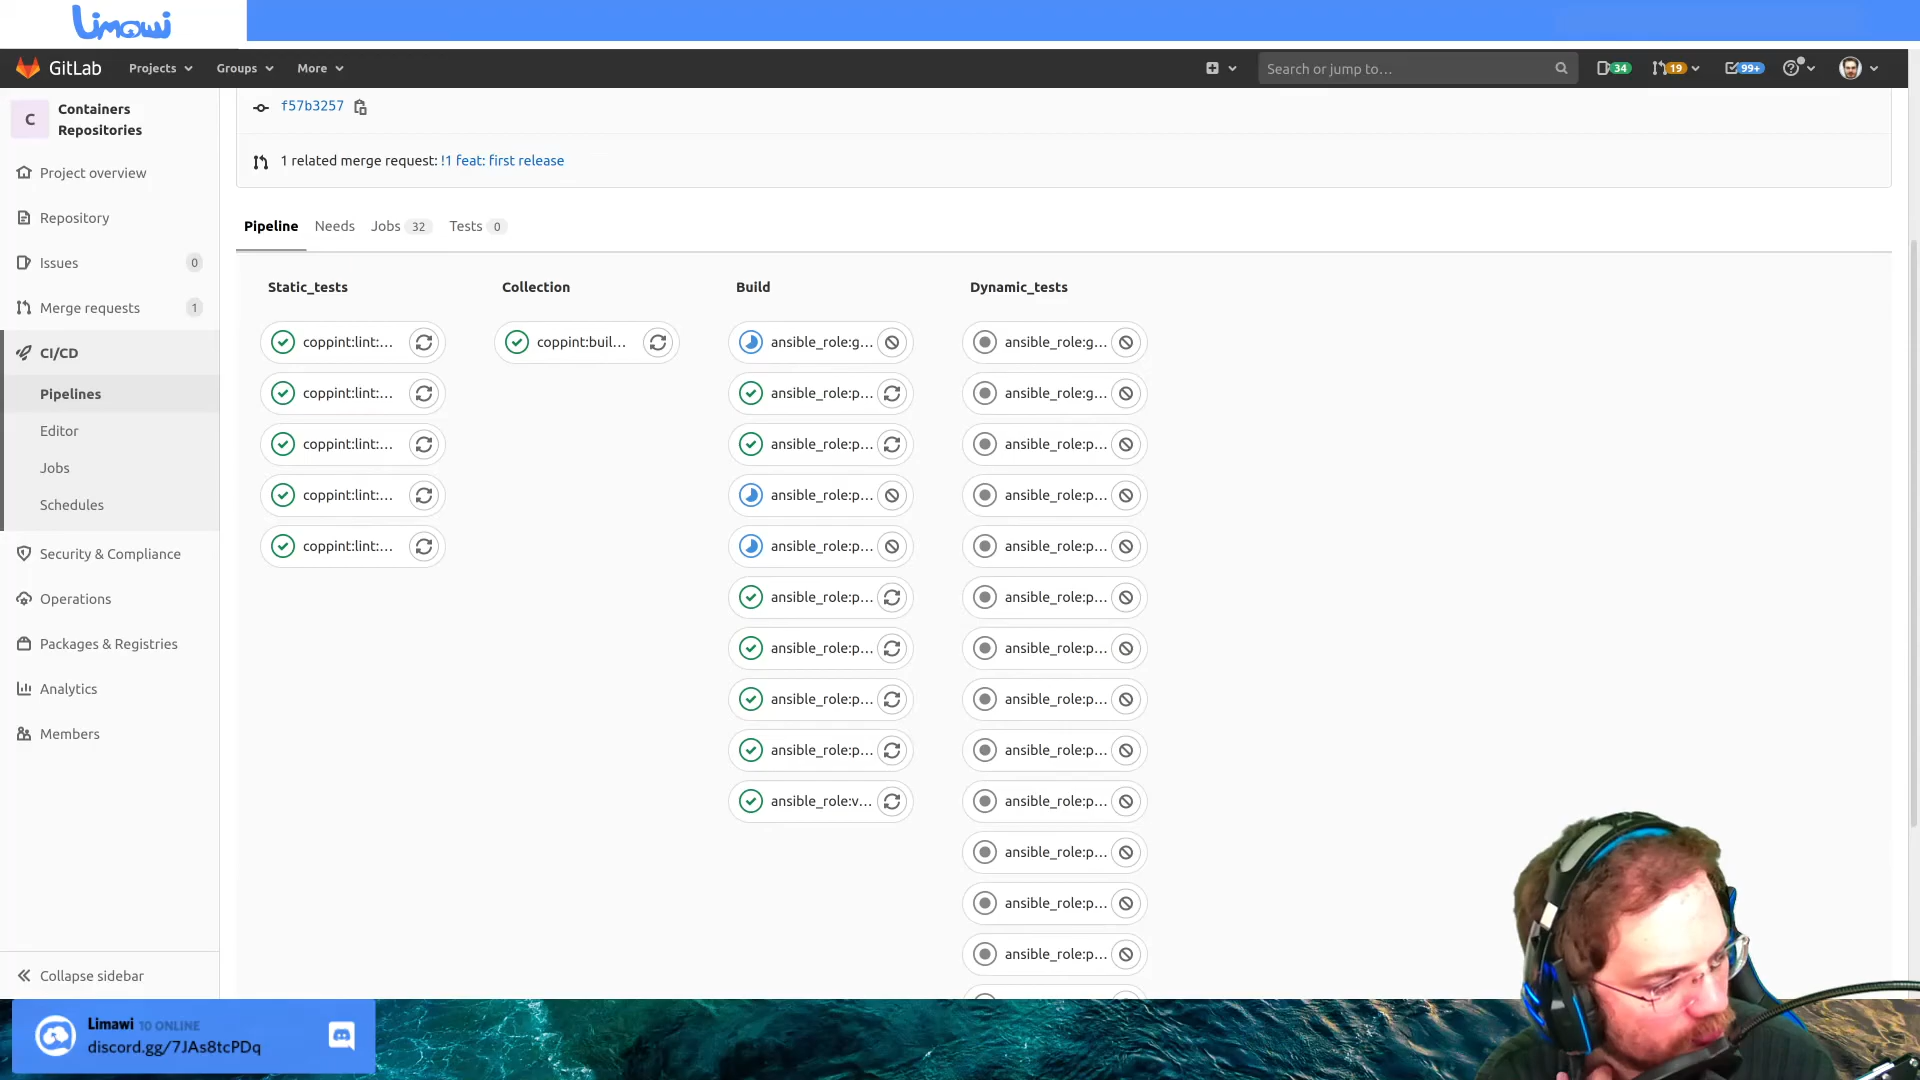 Limawi
GitLab
Projects
Groups
More
Search or jump to...
34
19
99+
C
Containers
Repositories
Project overview
Repository
Issues
0
Merge requests
1
CI/CD
Pipelines
Editor
Jobs
Schedules
Security & Compliance
Operations
Packages & Registries
Analytics
Members
Collapse sidebar
f57b3257
1 related merge request: !1 feat: first release
Pipeline
Needs
Jobs 32
Tests 0
Static_tests
coppint:lint:...
coppint:lint:...
coppint:lint:...
coppint:lint:...
coppint:lint:...
Collection
coppint:buil...
Build
ansible_role:g...
ansible_role:p...
ansible_role:p...
ansible_role:p...
ansible_role:p...
ansible_role:p...
ansible_role:p...
ansible_role:p...
ansible_role:p...
ansible_role:v...
Dynamic_tests
ansible_role:g...
ansible_role:g...
ansible_role:p...
ansible_role:p...
ansible_role:p...
ansible_role:p...
ansible_role:p...
ansible_role:p...
ansible_role:p...
ansible_role:p...
ansible_role:p...
ansible_role:p...
ansible_role:p...
Limawi 10 ONLINE
discord.gg/7JAs8tcPDq